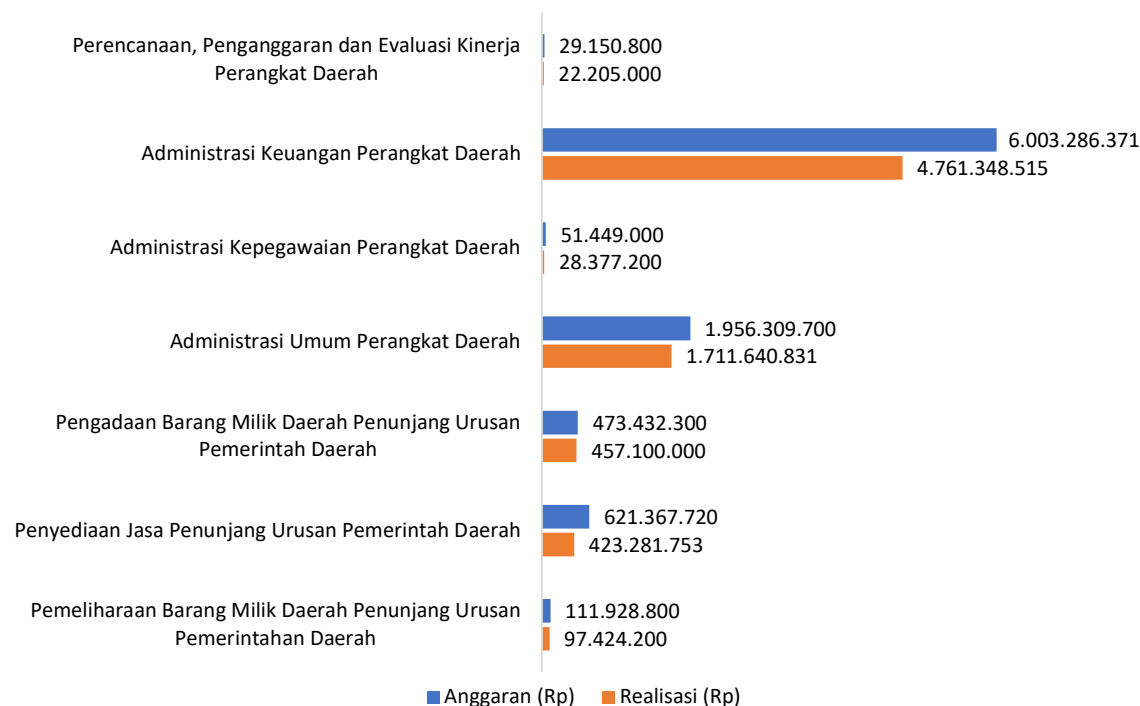 Perencanaan, Penganggaran dan Evaluasi Kinerja
Perangkat Daerah
29.150.800
22.205.000
Administrasi Keuangan Perangkat Daerah
6.003.286.371
4.761.348.515
Administrasi Kepegawaian Perangkat Daerah
51.449.000
28.377.200
Administrasi Umum Perangkat Daerah
1.956.309.700
1.711.640.831
Pengadaan Barang Milik Daerah Penunjang Urusan
Pemerintah Daerah
473.432.300
457.100.000
Penyediaan Jasa Penunjang Urusan Pemerintah Daerah
621.367.720
423.281.753
Pemeliharaan Barang Milik Daerah Penunjang Urusan
Pemerintahan Daerah
111.928.800
97.424.200
Anggaran (Rp) Realisasi (Rp)